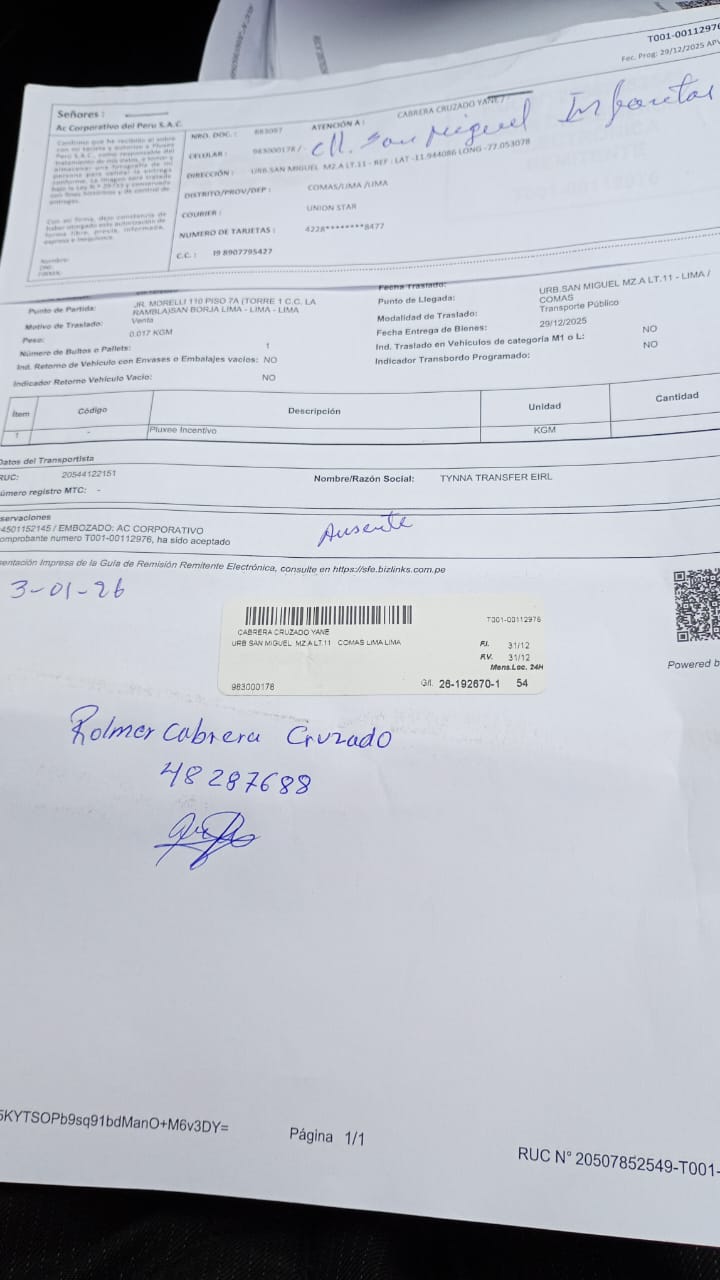 T001-0011297
Fec. Prog: 29/12/2025
Señores :
Ac Corporativo del Peru S.A.C.
NRO. DOC. : 883097 ATENCIÓN A : CABRERA CRUZADO YANE /
CELULAR : 983000178 / cll. San Miguel Infantas
DIRECCIÓN : URB.SAN MIGUEL MZ.A LT.11 - REF : LAT -11.944086 LONG -77.053078
DISTRITO/PROV/DEP : COMAS/LIMA /LIMA
COURIER : UNION STAR
NUMERO DE TARJETAS : 4228********8477
C.C. : 19 8907795427
Nombre:
DNI:
Punto de Partida: JR. MORELLI 110 PISO 7A (TORRE 1 C.C. LA
RAMBLA)SAN BORJA LIMA - LIMA - LIMA
Motivo de Traslado: Venta
Peso: 0.017 KGM
Número de Bultos o Pallets: 1
Ind. Retorno de Vehículo con Envases o Embalajes vacíos: NO
Indicador Retorno Vehículo Vacío: NO
Fecha Traslado:
Punto de Llegada: URB.SAN MIGUEL MZ.A LT.11 - LIMA /
COMAS
Modalidad de Traslado: Transporte Público
Fecha Entrega de Bienes: 29/12/2025
Ind. Traslado en Vehículos de categoría M1 o L: NO
Indicador Transbordo Programado: NO
Ítem Código Descripción Unidad Cantidad
1 - Pluxee Incentivo KGM
Datos del Transportista
RUC: 20544122151 Nombre/Razón Social: TYNNA TRANSFER EIRL
úmero registro MTC: -
servaciones
4501152145 / EMBOZADO: AC CORPORATIVO
omprobante numero T001-00112976, ha sido aceptado
Ausente
sentación Impresa de la Guía de Remisión Remitente Electrónica, consulte en https://sfe.bizlinks.com.pe
3-01-26
CABRERA CRUZADO YANE T001-00112976
URB SAN MIGUEL MZ.A LT.11 COMAS LIMA LIMA
F.I. 31/12
R.V. 31/12
Mens.Loc. 24H
983000178 G/I. 26-192670-1 54
Powered b
Rolmer Cabrera Cruzado
48287688
5KYTSOPb9sq91bdManO+M6v3DY=
Página 1/1
RUC N° 20507852549-T001-